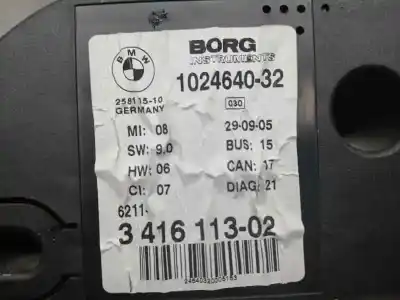 BMW
BORG
INSTRUMENTS
1024640-32
258115-10
GERMANY
030
MI: 08
29-09-05
SW: 9.0
BUS: 15
HW: 06
CAN: 17
CI: 07
DIAG: 21
6211-
3 416 113-02
24640320005163